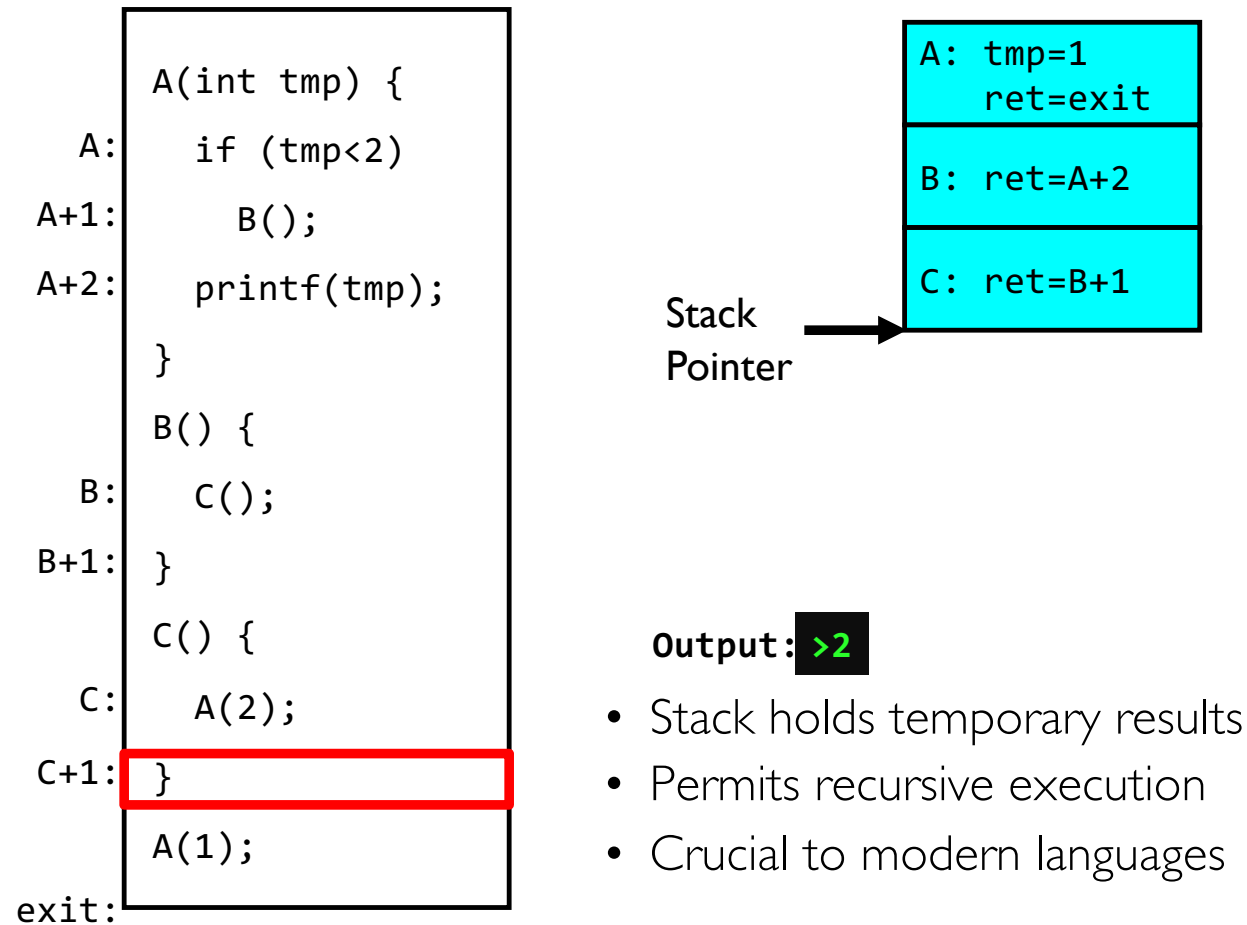 A(int tmp) {
A: if (tmp<2)
A+1: B();
A+2: printf(tmp);
}
B() {
B: C();
B+1: }
C() {
C: A(2);
C+1: }
A(1);
exit:
A: tmp=1
ret=exit
B: ret=A+2
C: ret=B+1
Stack
Pointer
Output: >2
• Stack holds temporary results
• Permits recursive execution
• Crucial to modern languages